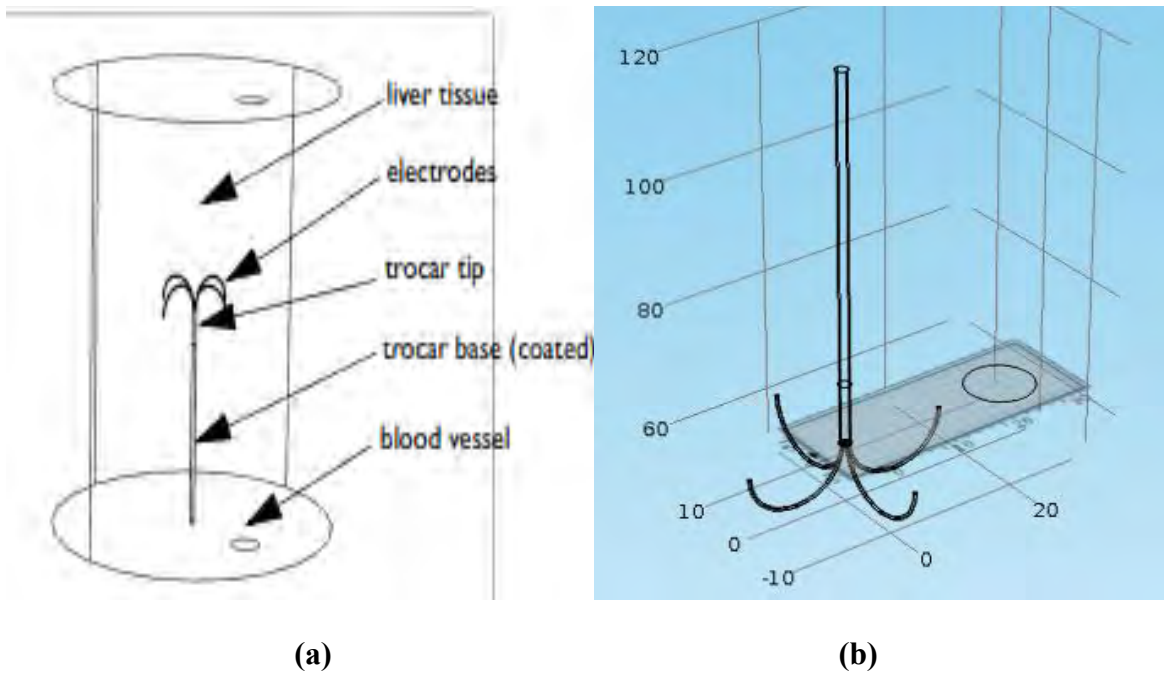 liver tissue
electrodes
trocar tip
trocar base (coated)
blood vessel
120
100
80
60
10
0
-10
0
20
(a)
(b)